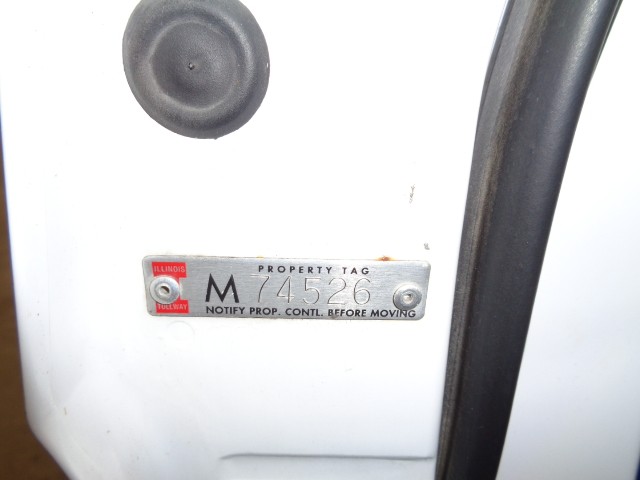 PROPERTY TAG
ILLINOIS
M 74526
TOLLWAY
NOTIFY PROP. CONTL. BEFORE MOVING